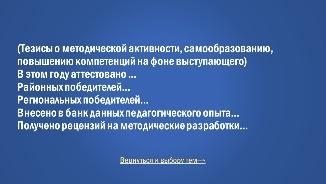 (Тезисы о методической активности, самообразованию,
повышению компетенций на фоне выступающего)
В этом году аттестовано ...
Районных победителей...
Региональных победителей...
Внесено в банк данных педагогического опыта...
Получено рецензий на методические разработки...
Вернуться к выбору тем→